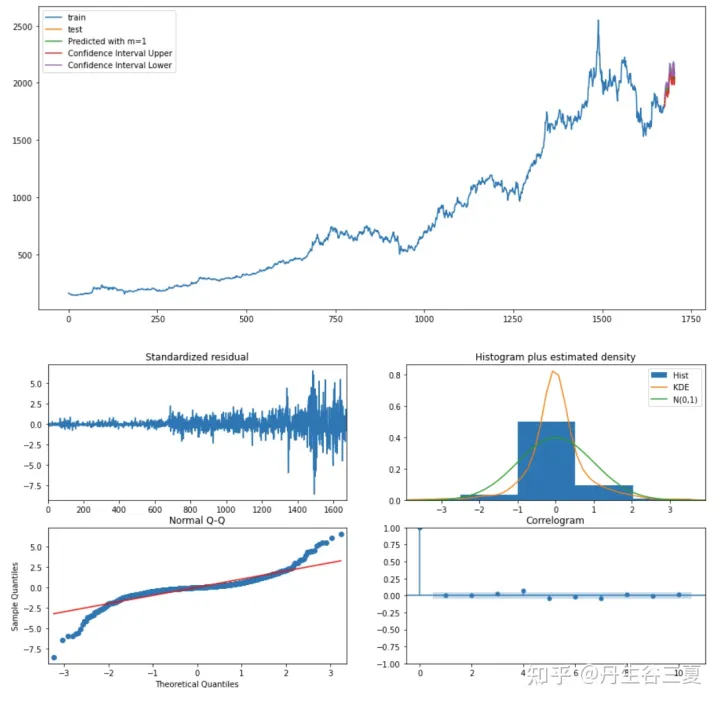 train
test
Predicted with m=1
Confidence Interval Upper
Confidence Interval Lower
2500
2000
1500
1000
500
0 250 500 750 1000 1250 1500 1750
Standardized residual
5.0
2.5
0.0
−2.5
−5.0
−7.5
0 200 400 600 800 1000 1200 1400 1600
Histogram plus estimated density
Hist
KDE
N(0,1)
0.8
0.6
0.4
0.2
0.0
−3 −2 −1 0 1 2 3
Normal Q-Q
Sample Quantiles
5.0
2.5
0.0
−2.5
−5.0
−7.5
−3 −2 −1 0 1 2 3
Theoretical Quantiles
Correlogram
1.00
0.75
0.50
0.25
0.00
−0.25
−0.50
−0.75
−1.00
0 2 4 6 8 10
知乎 @丹生谷三夏